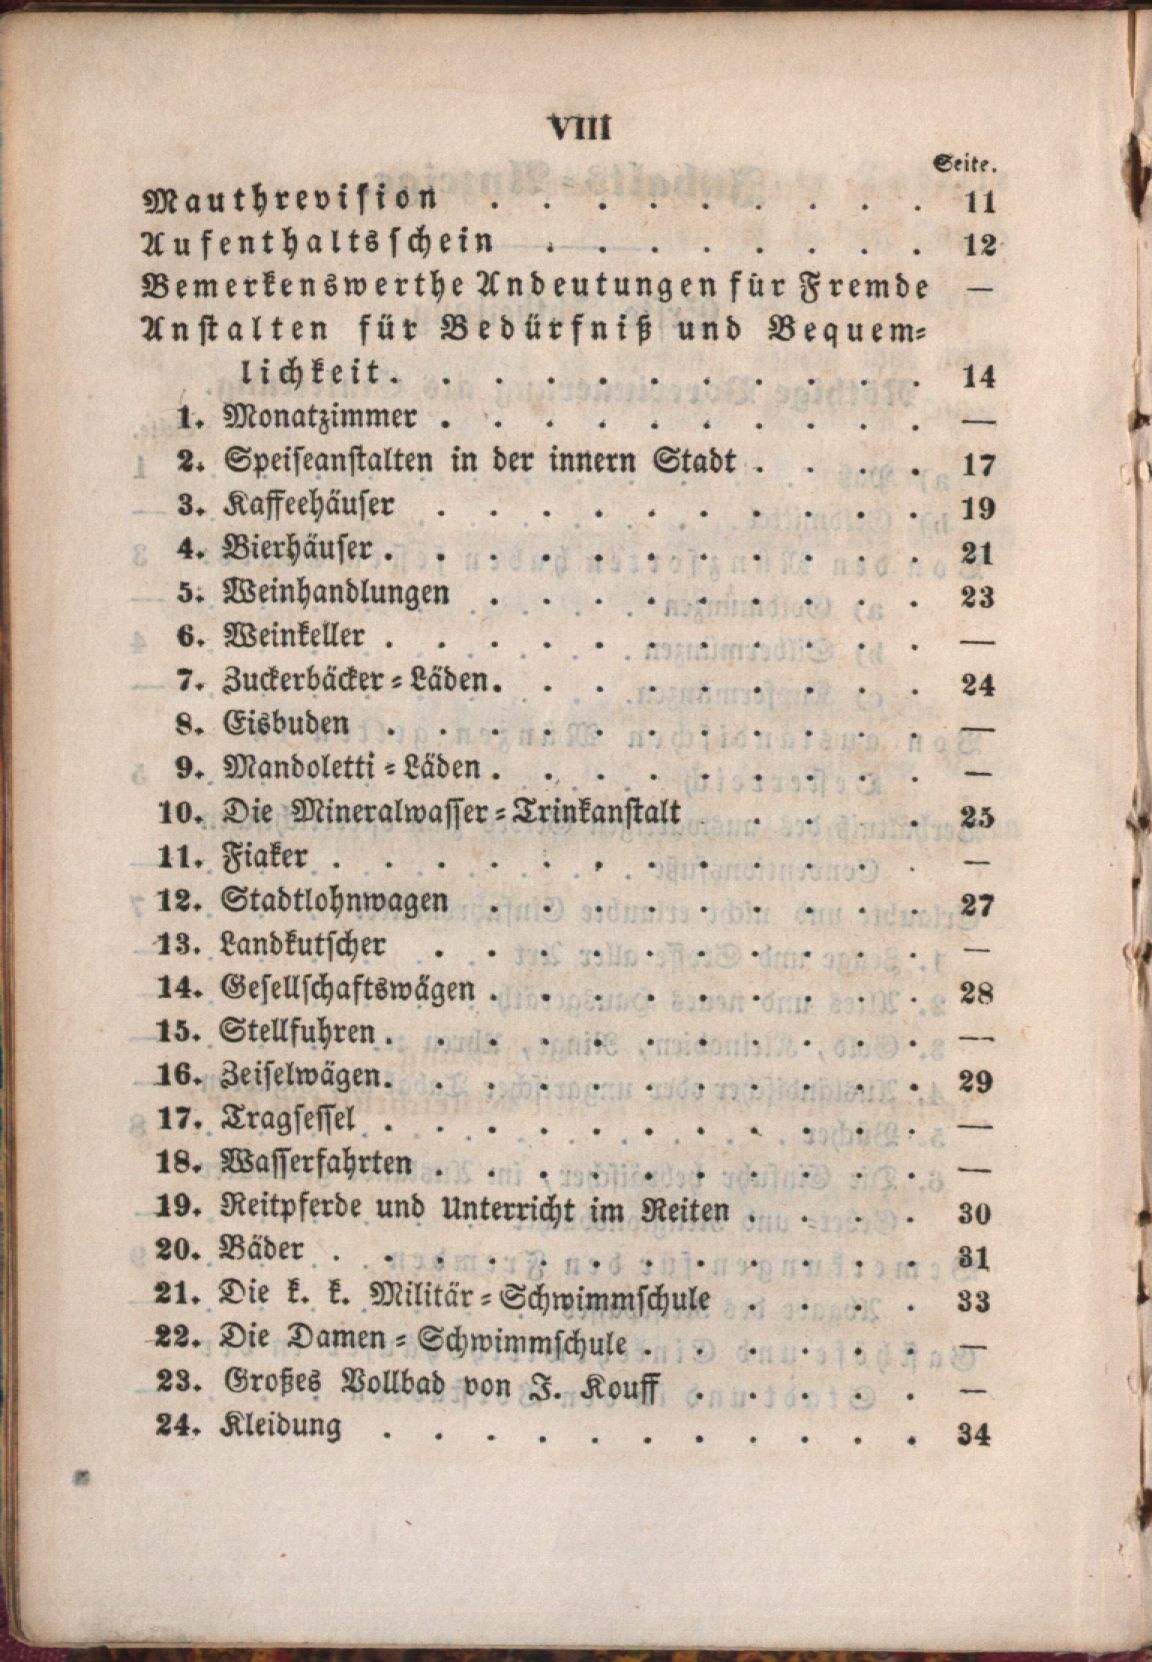 VIII
Seite.
Mauthrevision . . . . . . . . . 11
Aufenthaltsschein . . . . . . . . 12
Bemerkenswerthe Andeutungen für Fremde —
Anstalten für Bedürfniß und Bequem-
lichkeit. . . . . . . . . . . 14
1. Monatzimmer . . . . . . . . . . —
2. Speiseanstalten in der innern Stadt . . . . 17
3. Kaffeehäuser . . . . . . . . . . 19
4. Bierhäuser . . . . . . . . . . . 21
5. Weinhandlungen . . . . . . . . . 23
6. Weinkeller . . . . . . . . . . . —
7. Zuckerbäcker-Läden. . . . . . . . . 24
8. Eisbuden . . . . . . . . . . . —
9. Mandoletti-Läden . . . . . . . . . —
10. Die Mineralwasser-Trinkanstalt . . . . . 25
11. Fiaker . . . . . . . . . . . . —
12. Stadtlohnwagen . . . . . . . . . 27
13. Landkutscher . . . . . . . . . . —
14. Gesellschaftswägen . . . . . . . . . 28
15. Stellfuhren . . . . . . . . . . . —
16. Zeiselwägen. . . . . . . . . . . 29
17. Tragsessel . . . . . . . . . . . —
18. Wasserfahrten . . . . . . . . . . —
19. Reitpferde und Unterricht im Reiten . . . . 30
20. Bäder . . . . . . . . . . . . 31
21. Die k. k. Militär-Schwimmschule . . . . 33
22. Die Damen-Schwimmschule . . . . . . —
23. Großes Vollbad von J. Kouff . . . . . —
24. Kleidung . . . . . . . . . . . 34